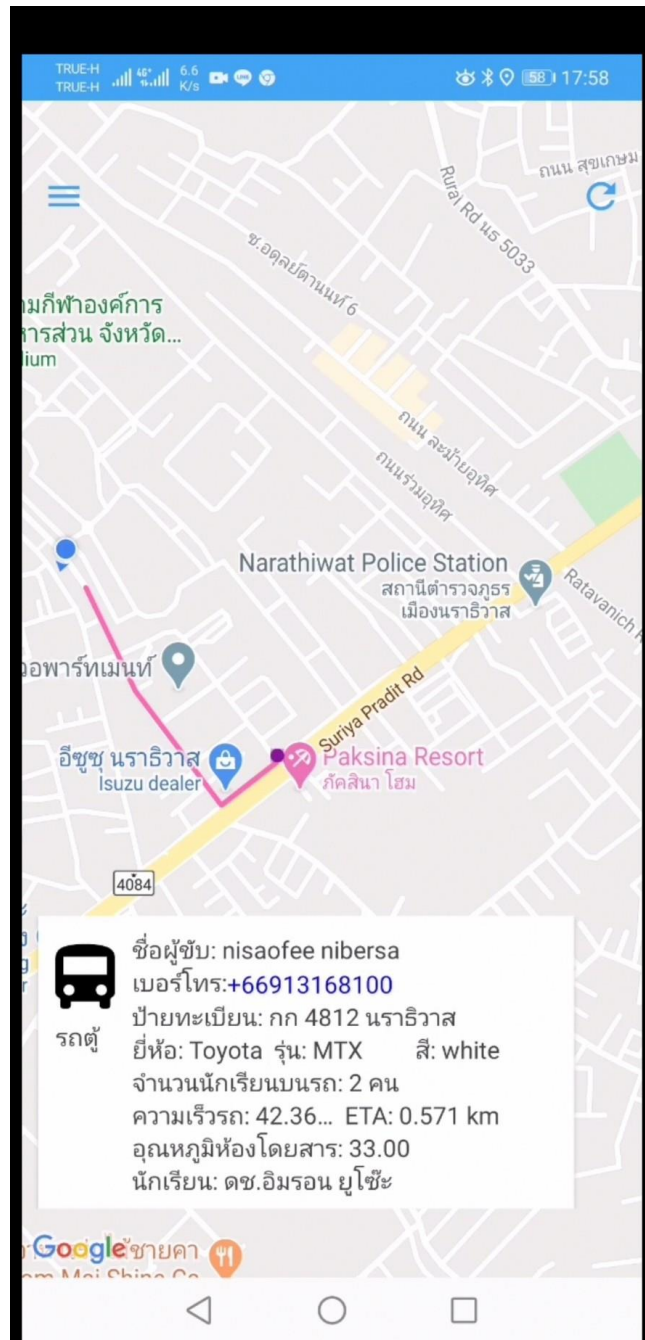 TRUE-H
TRUE-H
4G+
6.6
K/s
58
17:58
ถนน สุขเกษม
Rural Rd นธ 5033
ซ.อดุลย์ตานนท์ 6
ามกีฬาองค์การ
หารส่วน จังหวัด...
lium
ถนน ละม้ายอุทิศ
ถนนร่วมอุทิศ
Narathiwat Police Station
สถานีตำรวจภูธร
เมืองนราธิวาส
Ratavanich R
วอพาร์ทเมนท์
Suriya Pradit Rd
อีซูซุ นราธิวาส
Isuzu dealer
Paksina Resort
ภัคสินา โฮม
4084
ชื่อผู้ขับ: nisaofee nibersa
เบอร์โทร:+66913168100
ป้ายทะเบียน: กก 4812 นราธิวาส
รถตู้
ยี่ห้อ: Toyota รุ่น: MTX สี: white
จำนวนนักเรียนบนรถ: 2 คน
ความเร็วรถ: 42.36... ETA: 0.571 km
อุณหภูมิห้องโดยสาร: 33.00
นักเรียน: ดช.อิมรอน ยูโซ๊ะ
Google
ชายคา